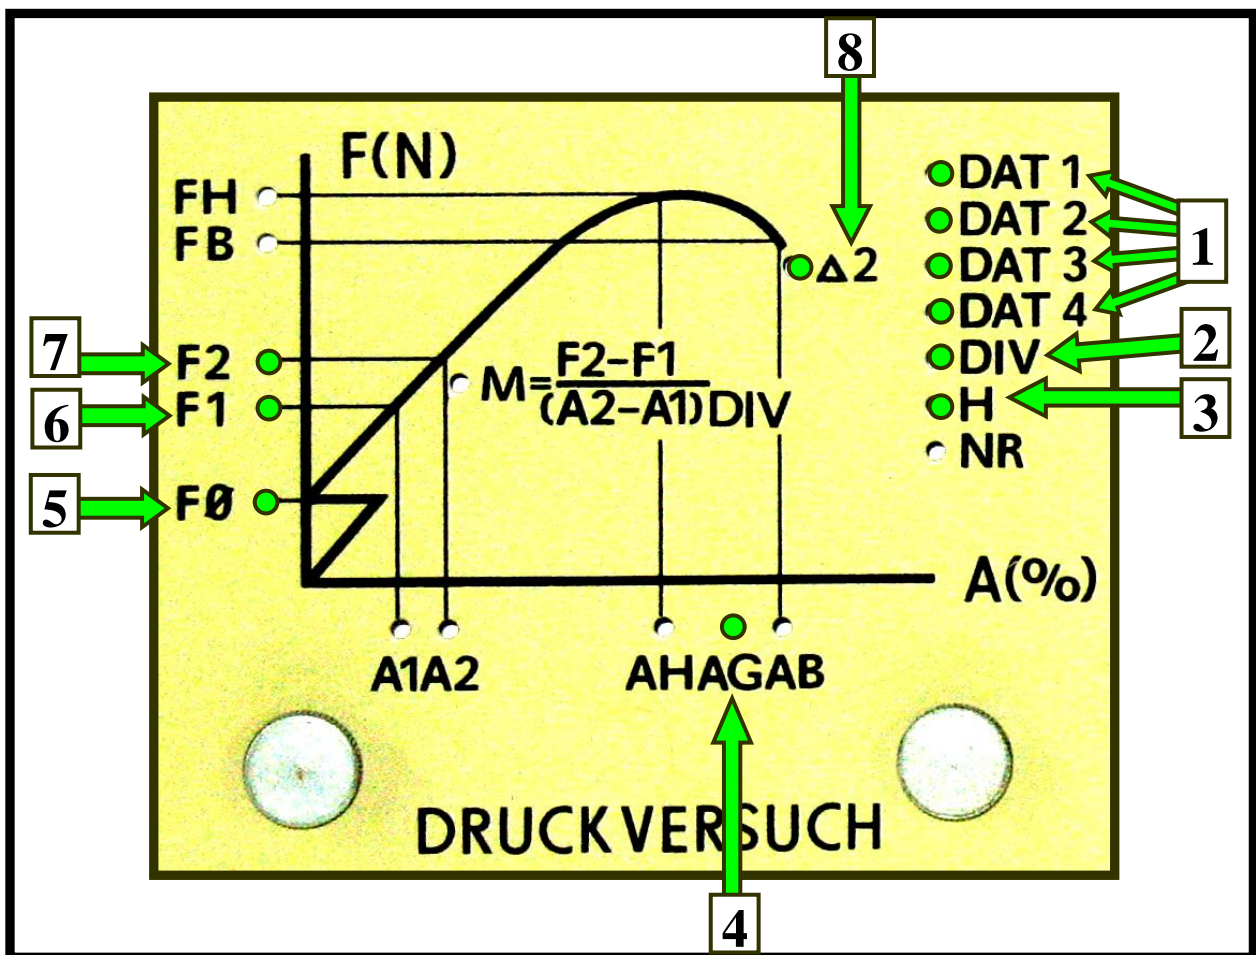 8
F(N)
FH
FB
DAT 1
DAT 2
DAT 3
DAT 4
1
Δ2
DIV
2
H
3
NR
7
F2
6
F1
5
FØ
M=F2-F1
(A2-A1)DIV
A(%)
A1A2
AHAGAB
DRUCKVERSUCH
4